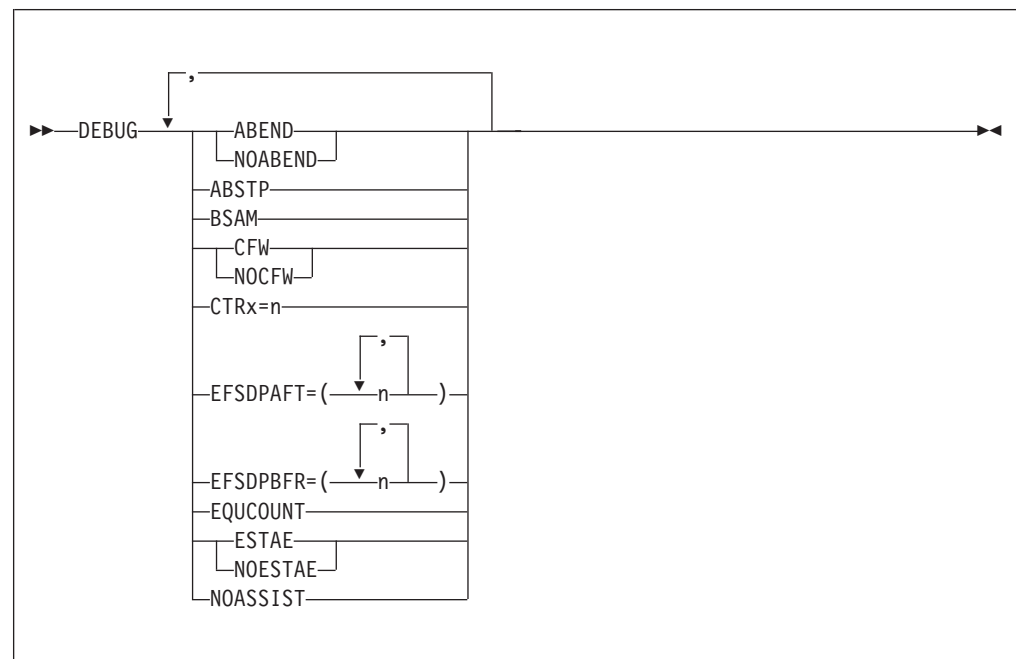 ,
DEBUG ABEND
NOABEND
ABSTP
BSAM
CFW
NOCFW
CTRx=n
,
EFSDPAFT=( n )
,
EFSDPBFR=( n )
EQUCOUNT
ESTAE
NOESTAE
NOASSIST